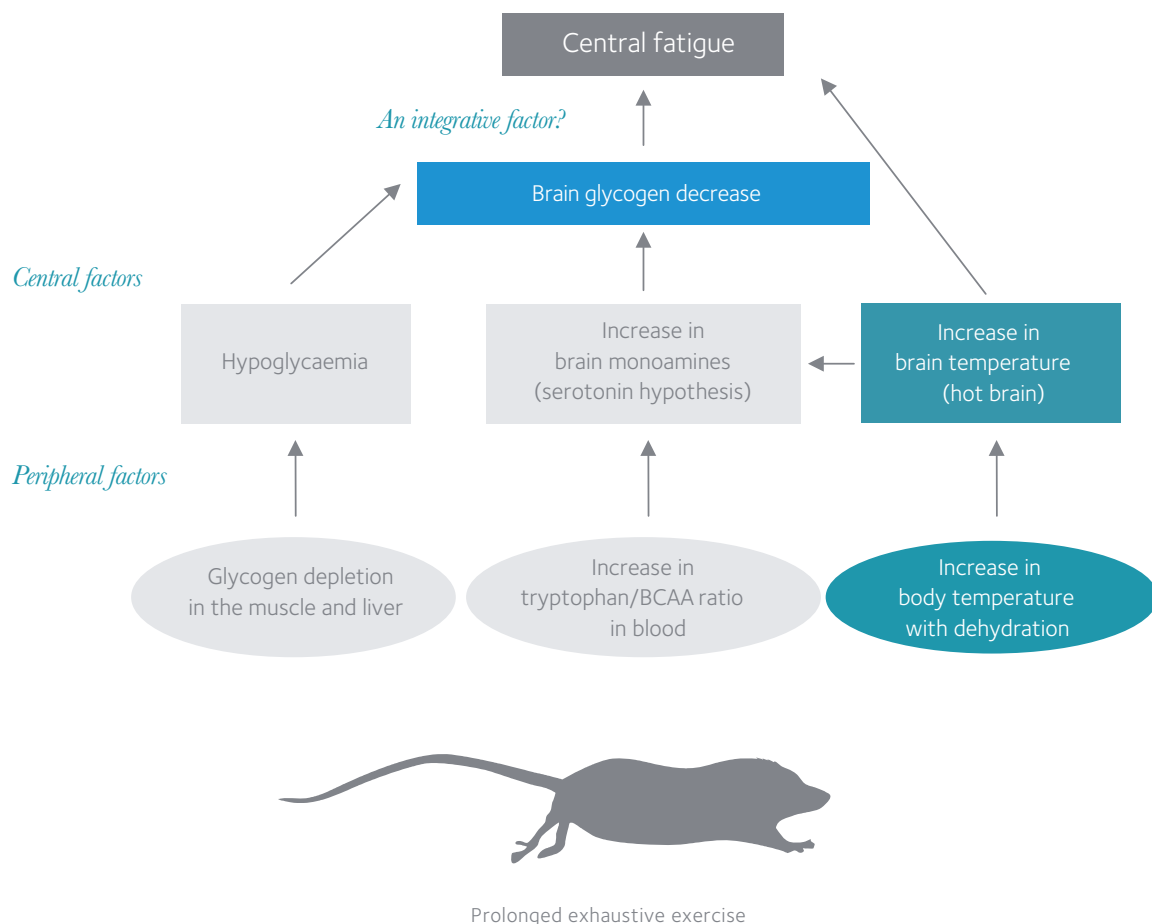 Central fatigue
An integrative factor?
Brain glycogen decrease
Central factors
Hypoglycaemia
Increase in
brain monoamines
(serotonin hypothesis)
Increase in
brain temperature
(hot brain)
Peripheral factors
Glycogen depletion
in the muscle and liver
Increase in
tryptophan/BCAA ratio
in blood
Increase in
body temperature
with dehydration
Prolonged exhaustive exercise